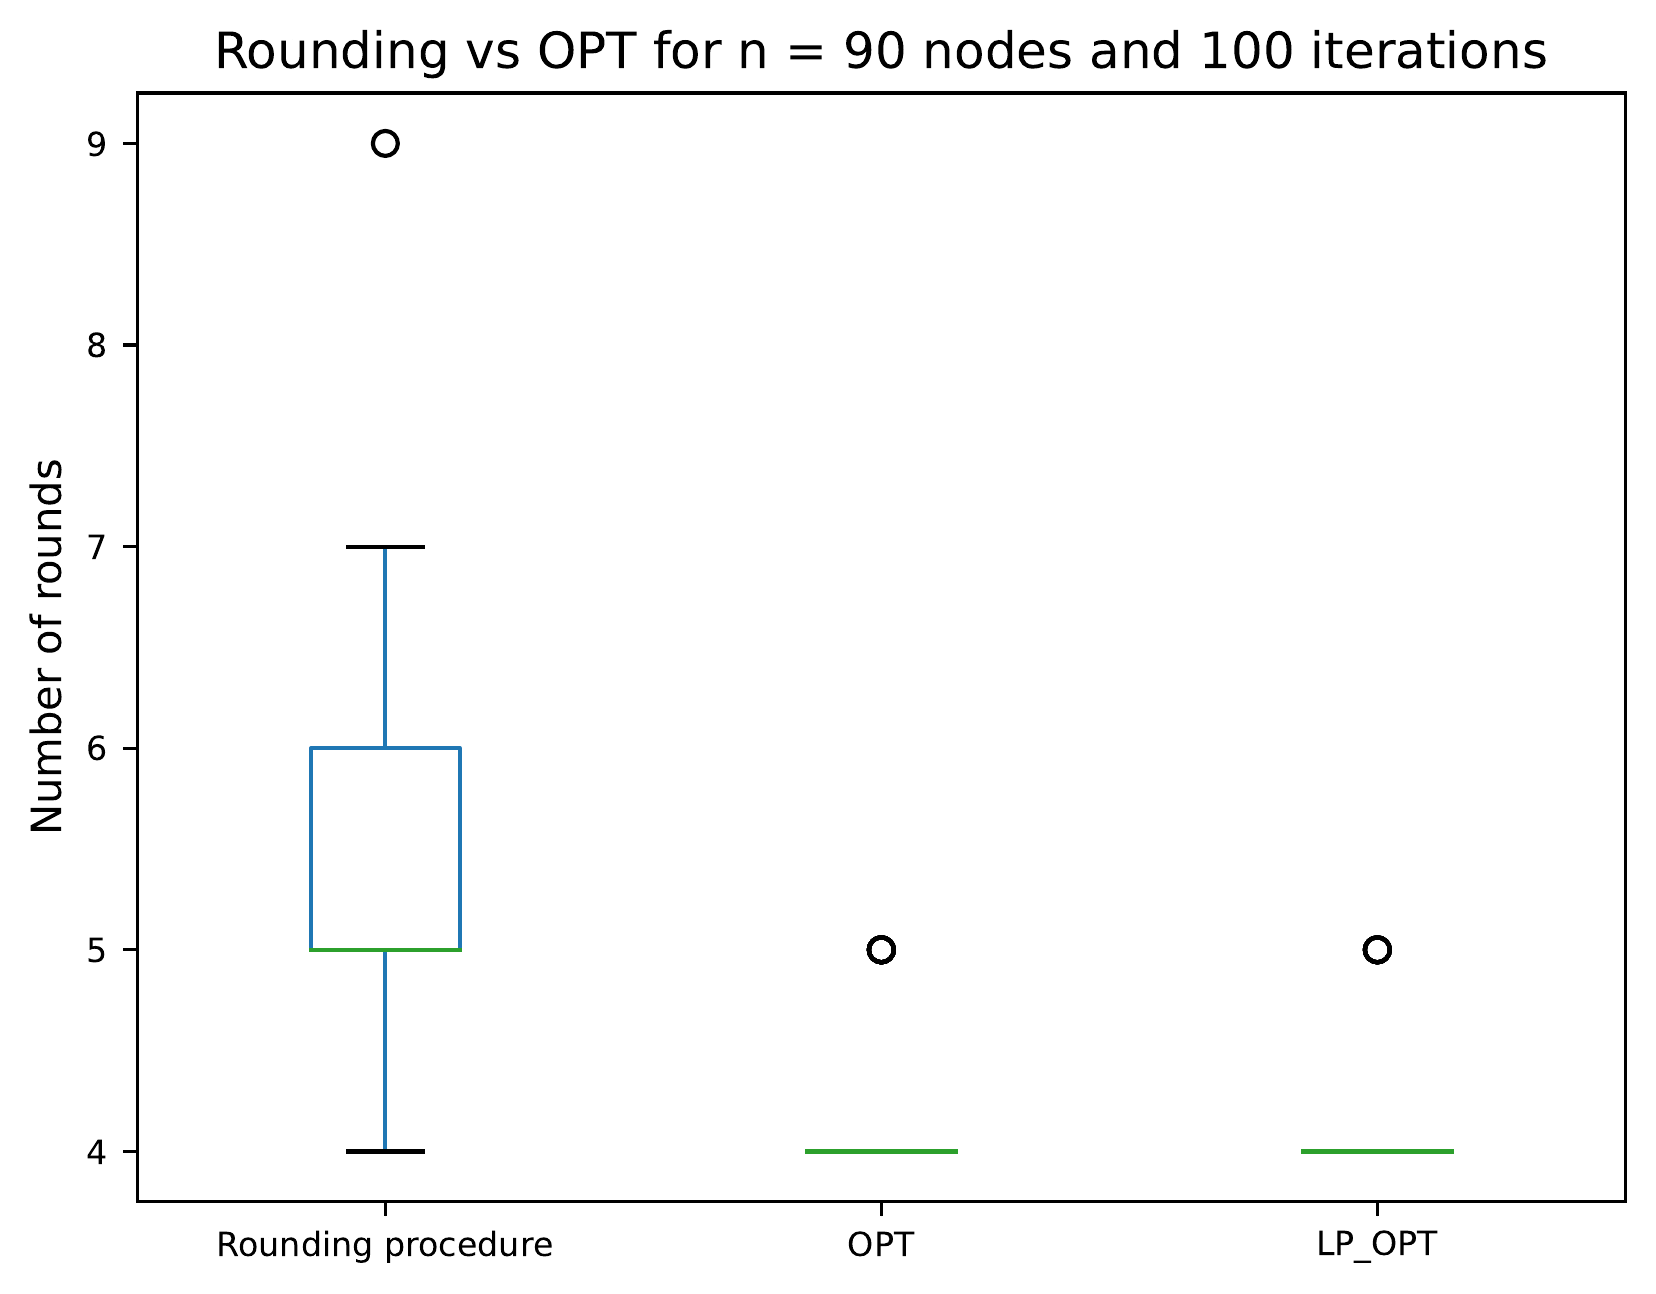 Rounding vs OPT for n = 90 nodes and 100 iterations
Number of rounds
9
8
7
6
5
4
Rounding procedure
OPT
LP_OPT